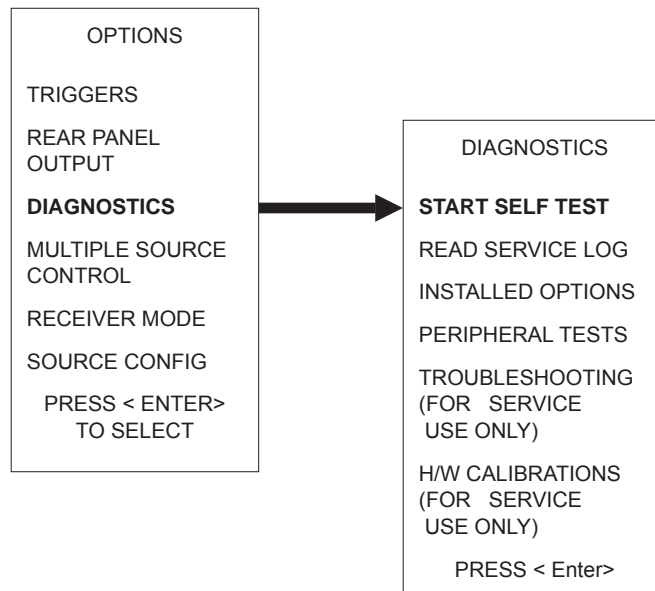 OPTIONS
TRIGGERS
REAR PANEL
OUTPUT
DIAGNOSTICS
MULTIPLE SOURCE
CONTROL
RECEIVER MODE
SOURCE CONFIG
PRESS < ENTER>
TO SELECT
DIAGNOSTICS
START SELF TEST
READ SERVICE LOG
INSTALLED OPTIONS
PERIPHERAL TESTS
TROUBLESHOOTING
(FOR SERVICE
USE ONLY)
H/W CALIBRATIONS
(FOR SERVICE
USE ONLY)
PRESS < Enter>